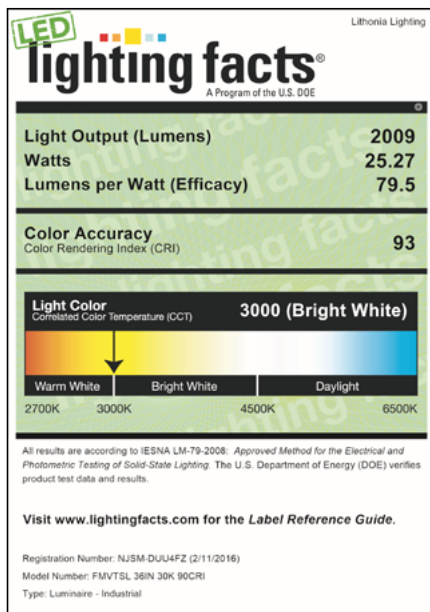 LED
Lithonia Lighting
lighting facts®
A Program of the U.S. DOE
Light Output (Lumens) 2009
Watts 25.27
Lumens per Watt (Efficacy) 79.5
Color Accuracy
Color Rendering Index (CRI) 93
Light Color
Correlated Color Temperature (CCT) 3000 (Bright White)
Warm White Bright White Daylight
2700K 3000K 4500K 6500K
All results are according to IESNA LM-79-2008: Approved Method for the Electrical and
Photometric Testing of Solid-State Lighting. The U.S. Department of Energy (DOE) verifies
product test data and results.
Visit www.lightingfacts.com for the Label Reference Guide.
Registration Number: NJSM-DUU4FZ (2/11/2016)
Model Number: FMVTSL 36IN 30K 90CRI
Type: Luminaire - Industrial